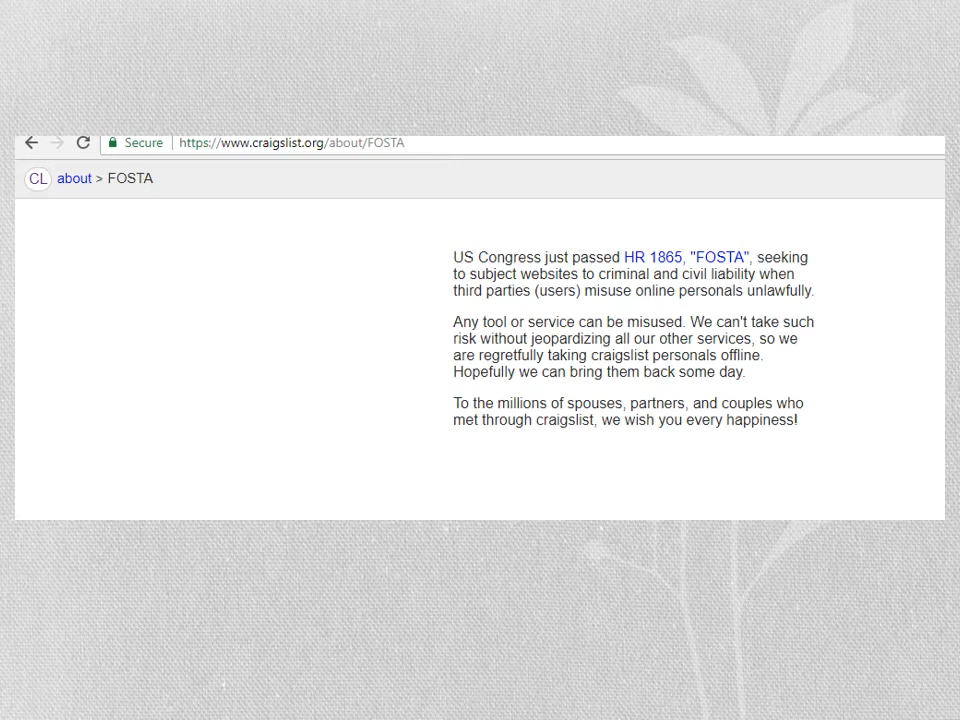 Secure | https://www.craigslist.org/about/FOSTA
CL about > FOSTA
US Congress just passed HR 1865, "FOSTA", seeking
to subject websites to criminal and civil liability when
third parties (users) misuse online personals unlawfully.
Any tool or service can be misused. We can't take such
risk without jeopardizing all our other services, so we
are regretfully taking craigslist personals offline.
Hopefully we can bring them back some day.
To the millions of spouses, partners, and couples who
met through craigslist, we wish you every happiness!